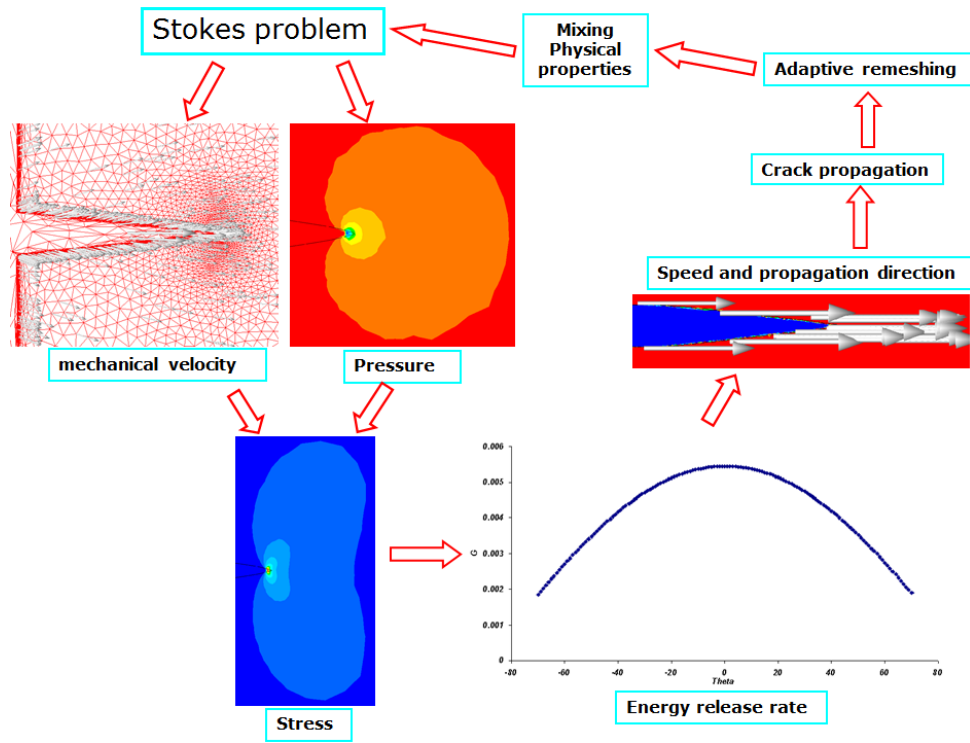 Stokes problem
Mixing
Physical
properties
Adaptive remeshing
Crack propagation
Speed and propagation direction
mechanical velocity
Pressure
Stress
0.006
0.005
0.004
0.003
0.002
0.001
0
G
-80
-60
-40
-20
0
20
40
60
80
Theta
Energy release rate